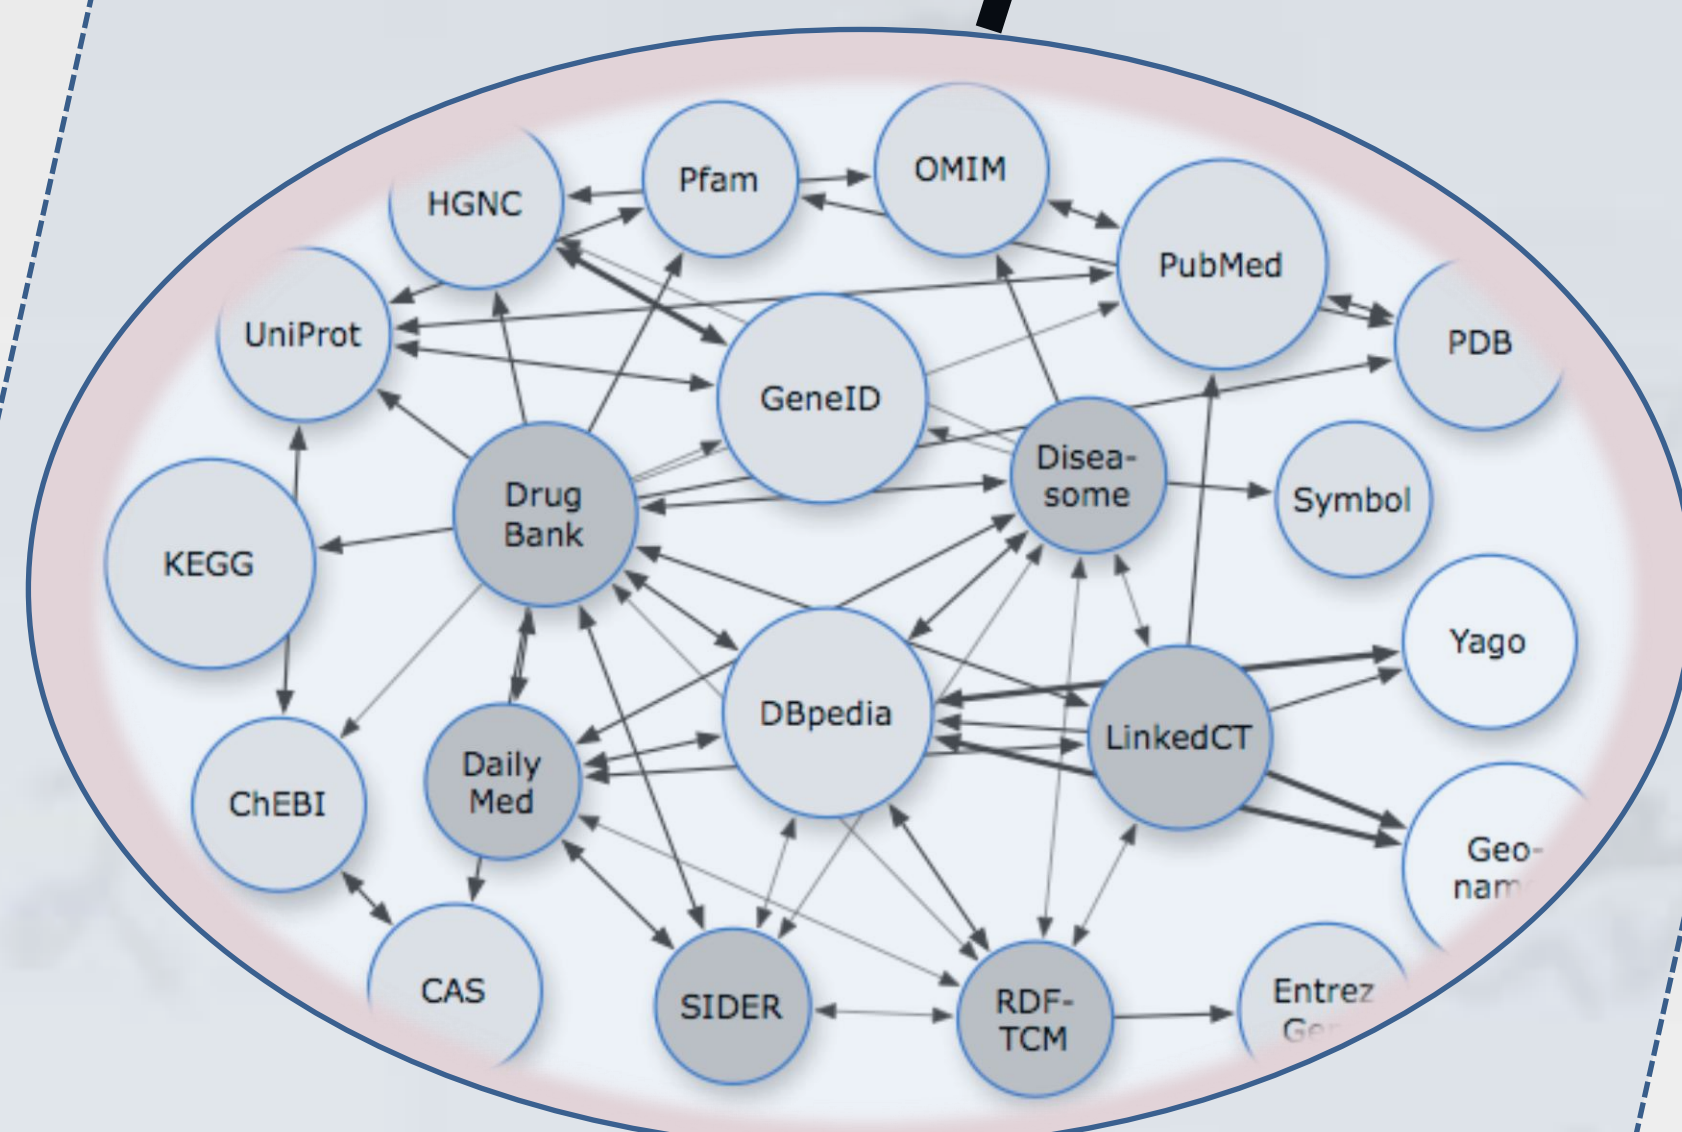 HGNC
Pfam
OMIM
PubMed
UniProt
PDB
GeneID
Disea-
some
Symbol
Drug
Bank
KEGG
Yago
DBpedia
LinkedCT
Daily
Med
ChEBI
Geo-
CAS
SIDER
RDF-
TCM
Entrez